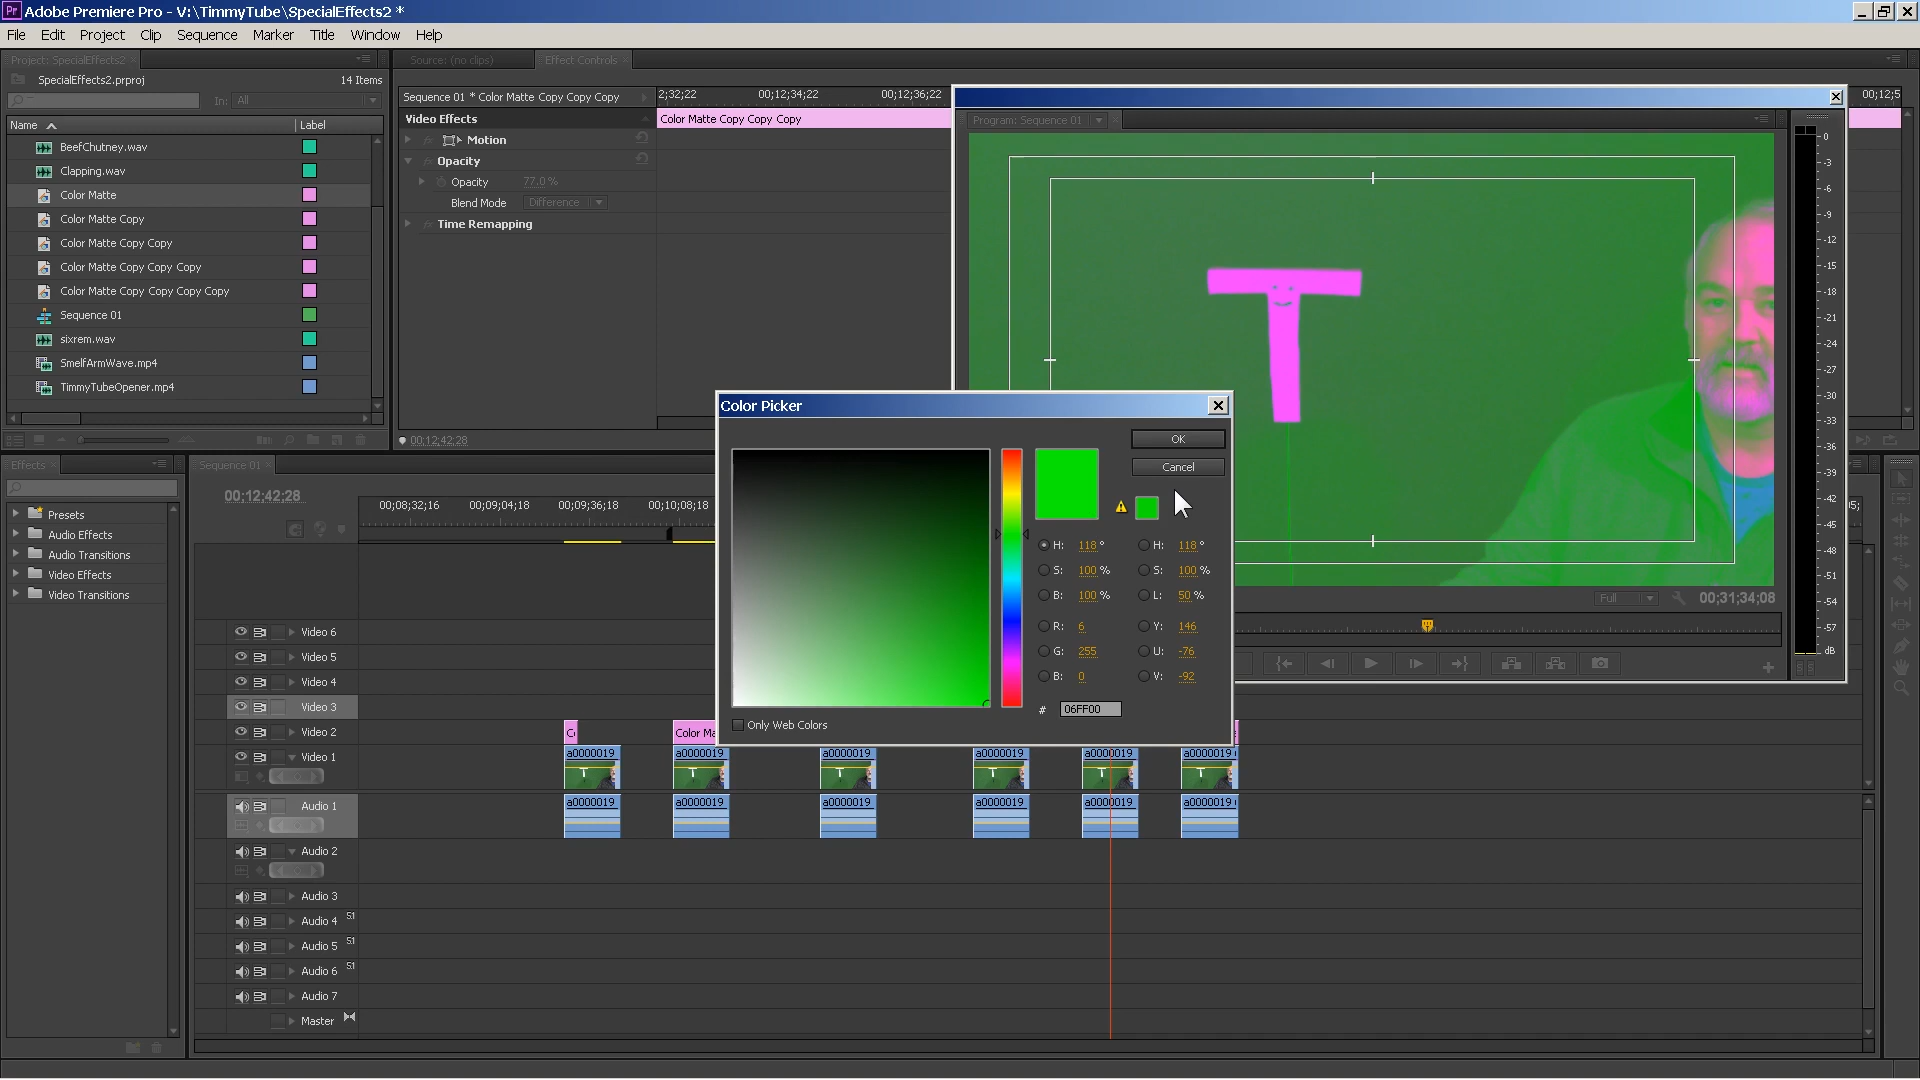 Adobe Premiere Pro - V:\TimmyTube\SpecialEffects2 *
File Edit Project Clip Sequence Marker Title Window Help
Project: SpecialEffects2
SpecialEffects2.prproj 14 Items
In: All
Name Label
BeefChutney.wav
Clapping.wav
Color Matte
Color Matte Copy
Color Matte Copy Copy
Color Matte Copy Copy Copy
Color Matte Copy Copy Copy Copy
Sequence 01
sixrem.wav
SmelfArmWave.mp4
TimmyTubeOpener.mp4
Source: (no clips) Effect Controls
Sequence 01 * Color Matte Copy Copy Copy
2;32;22 00;12;34;22 00;12;36;22
00;12;5
Video Effects
Color Matte Copy Copy Copy
Motion
Opacity
Opacity 77.0 %
Blend Mode Difference
Time Remapping
00;12;42;28
Program: Sequence 01
0
-3
-6
-9
-12
-15
-18
-21
-24
-27
-30
-33
-36
-39
-42
-45
-48
-51
-54
-57
dB
S S
T
Full 00;31;34;08
Color Picker
OK
Cancel
H: 118 ° H: 118 °
S: 100 % S: 100 %
B: 100 % L: 50 %
R: 6 Y: 146
G: 255 U: -76
B: 0 V: -92
# 06FF00
Only Web Colors
Effects
Presets
Audio Effects
Audio Transitions
Video Effects
Video Transitions
Sequence 01
00;12;42;28
00;08;32;16 00;09;04;18 00;09;36;18 00;10;08;18
Video 6
Video 5
Video 4
Video 3
Video 2
Color Ma
Video 1
a0000019 a0000019 a0000019 a0000019 a0000019 a0000019
Audio 1
a0000019 a0000019 a0000019 a0000019 a0000019 a0000019
Audio 2
Audio 3
Audio 4 5.1
Audio 5 5.1
Audio 6 5.1
Audio 7
Master